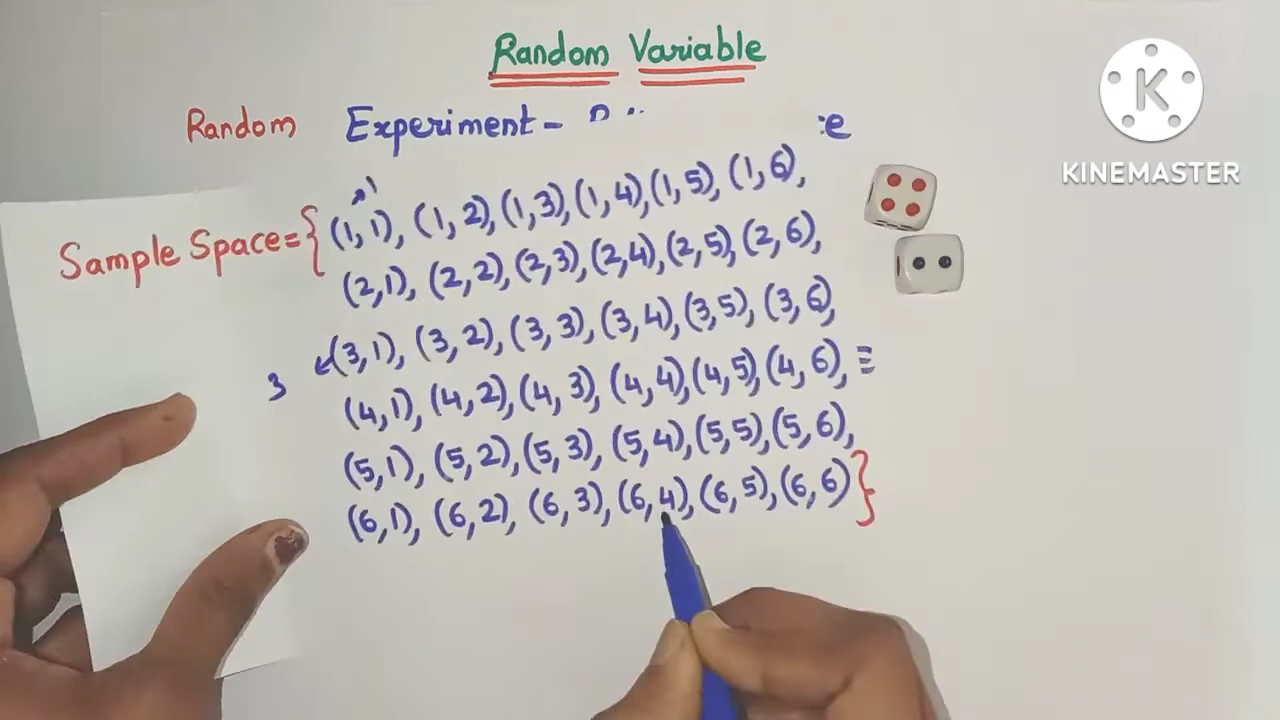 Random Variable
Random Experiment -
KINEMASTER
Sample Space = { (1, 1), (1, 2), (1, 3), (1, 4), (1, 5), (1, 6),
(2, 1), (2, 2), (2, 3), (2, 4), (2, 5), (2, 6),
3 (3, 1), (3, 2), (3, 3), (3, 4), (3, 5), (3, 6),
(4, 1), (4, 2), (4, 3), (4, 4), (4, 5), (4, 6),
(5, 1), (5, 2), (5, 3), (5, 4), (5, 5), (5, 6),
(6, 1), (6, 2), (6, 3), (6, 4), (6, 5), (6, 6) }